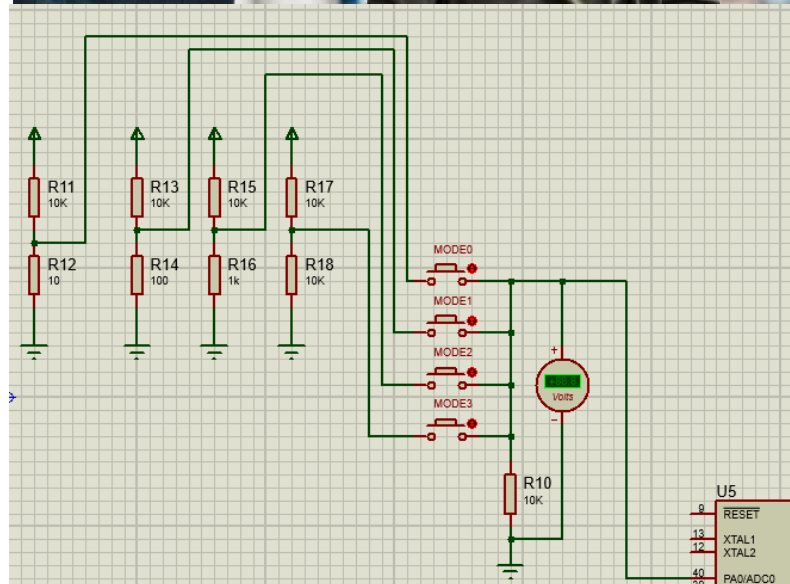 R11
10K
R13
10K
R15
10K
R17
10K
R12
10
R14
100
R16
1k
R18
10K
MODE0
MODE1
MODE2
MODE3
+
Volts
−
R10
10K
U5
9 RESET
13 XTAL1
12 XTAL2
40 PA0/ADC0